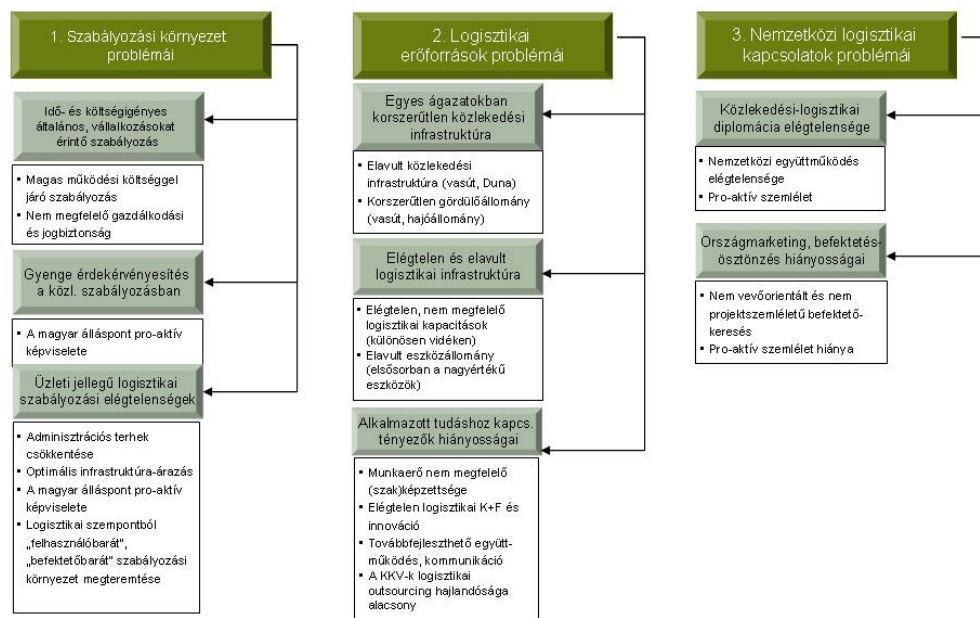 1. Szabályozási környezet
problémái
Idő- és költségigényes
általános, vállalkozásokat
érintő szabályozás
▪ Magas működési költséggel
járó szabályozás
▪ Nem megfelelő gazdálkodási
és jogbiztonság
Gyenge érdekérvényesítés
a közl. szabályozásban
▪ A magyar álláspont pro-aktív
képviselete
Üzleti jellegű logisztikai
szabályozási elégtelenségek
▪ Adminisztrációs terhek
csökkentése
▪ Optimális infrastruktúra-árazás
▪ A magyar álláspont pro-aktív
képviselete
▪ Logisztikai szempontból
„felhasználóbarát”,
„befektetőbarát” szabályozási
környezet megteremtése
2. Logisztikai
erőforrások problémái
Egyes ágazatokban
korszerűtlen közlekedési
infrastruktúra
▪ Elavult közlekedési
infrastruktúra (vasút, Duna)
▪ Korszerűtlen gördülőállomány
(vasút, hajóállomány)
Elégtelen és elavult
logisztikai infrastruktúra
▪ Elégtelen, nem megfelelő
logisztikai kapacitások
(különösen vidéken)
▪ Elavult eszközállomány
(elsősorban a nagyértékű
eszközök)
Alkalmazott tudáshoz kapcs.
tényezők hiányosságai
▪ Munkaerő nem megfelelő
(szak)képzettsége
▪ Elégtelen logisztikai K+F és
innováció
▪ Továbbfejleszthető együtt-
működés, kommunikáció
▪ A KKV-k logisztikai
outsourcing hajlandósága
alacsony
3. Nemzetközi logisztikai
kapcsolatok problémái
Közlekedési-logisztikai
diplomácia elégtelensége
▪ Nemzetközi együttműködés
elégtelensége
▪ Pro-aktív szemlélet
Országmarketing, befektetés-
ösztönzés hiányosságai
▪ Nem vevőorientált és nem
projektszemléletű befektető-
keresés
▪ Pro-aktív szemlélet hiánya